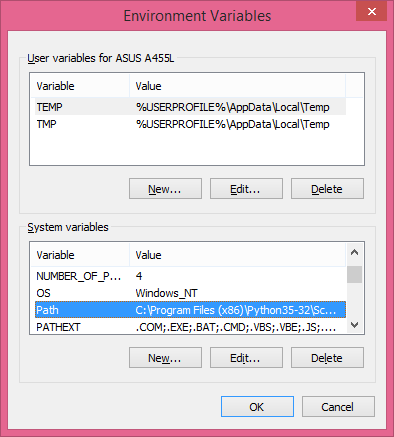 Environment Variables
User variables for ASUS A455L
Variable Value
TEMP %USERPROFILE%\AppData\Local\Temp
TMP %USERPROFILE%\AppData\Local\Temp
New... Edit... Delete
System variables
Variable Value
NUMBER_OF_P... 4
OS Windows_NT
Path C:\Program Files (x86)\Python35-32\Sc...
PATHEXT .COM;.EXE;.BAT;.CMD;.VBS;.VBE;.JS;....
New... Edit... Delete
OK Cancel